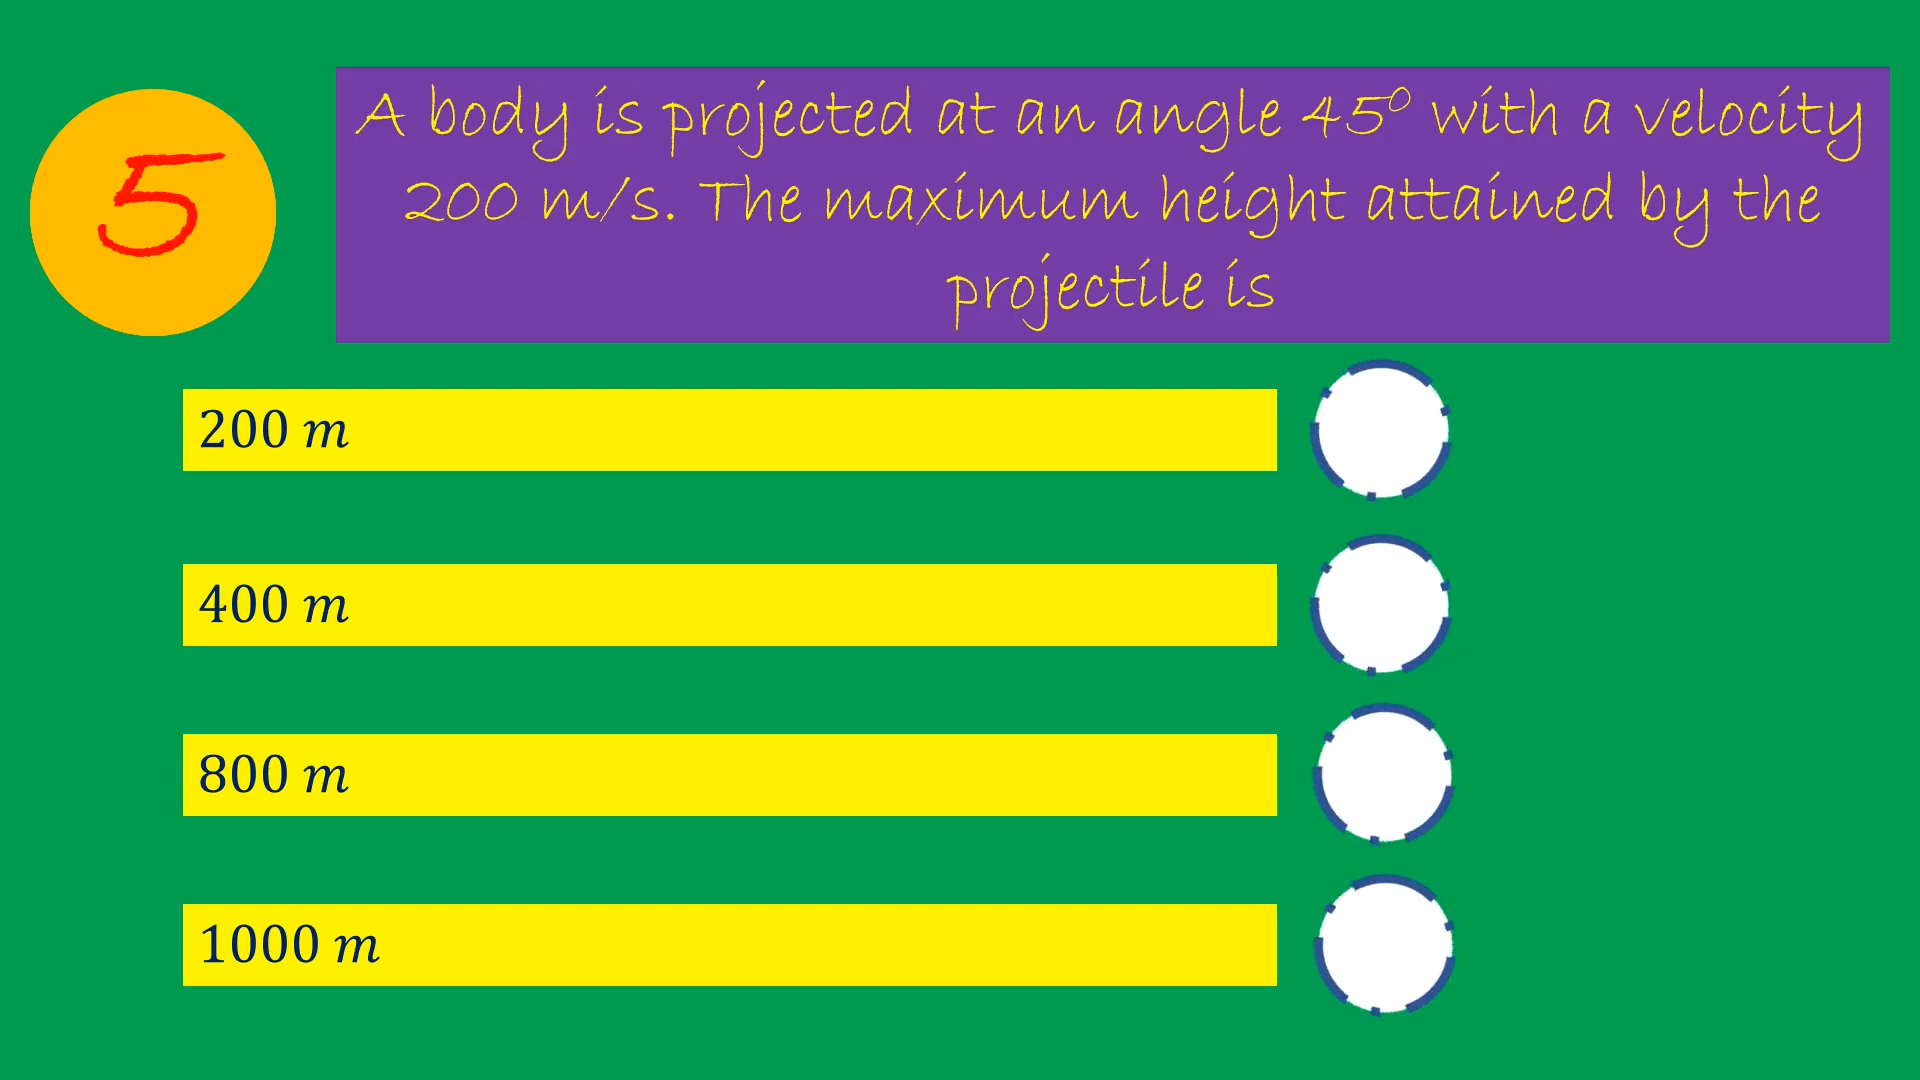 5
A body is projected at an angle 45⁰ with a velocity
200 m/s. The maximum height attained by the
projectile is
200 m
400 m
800 m
1000 m